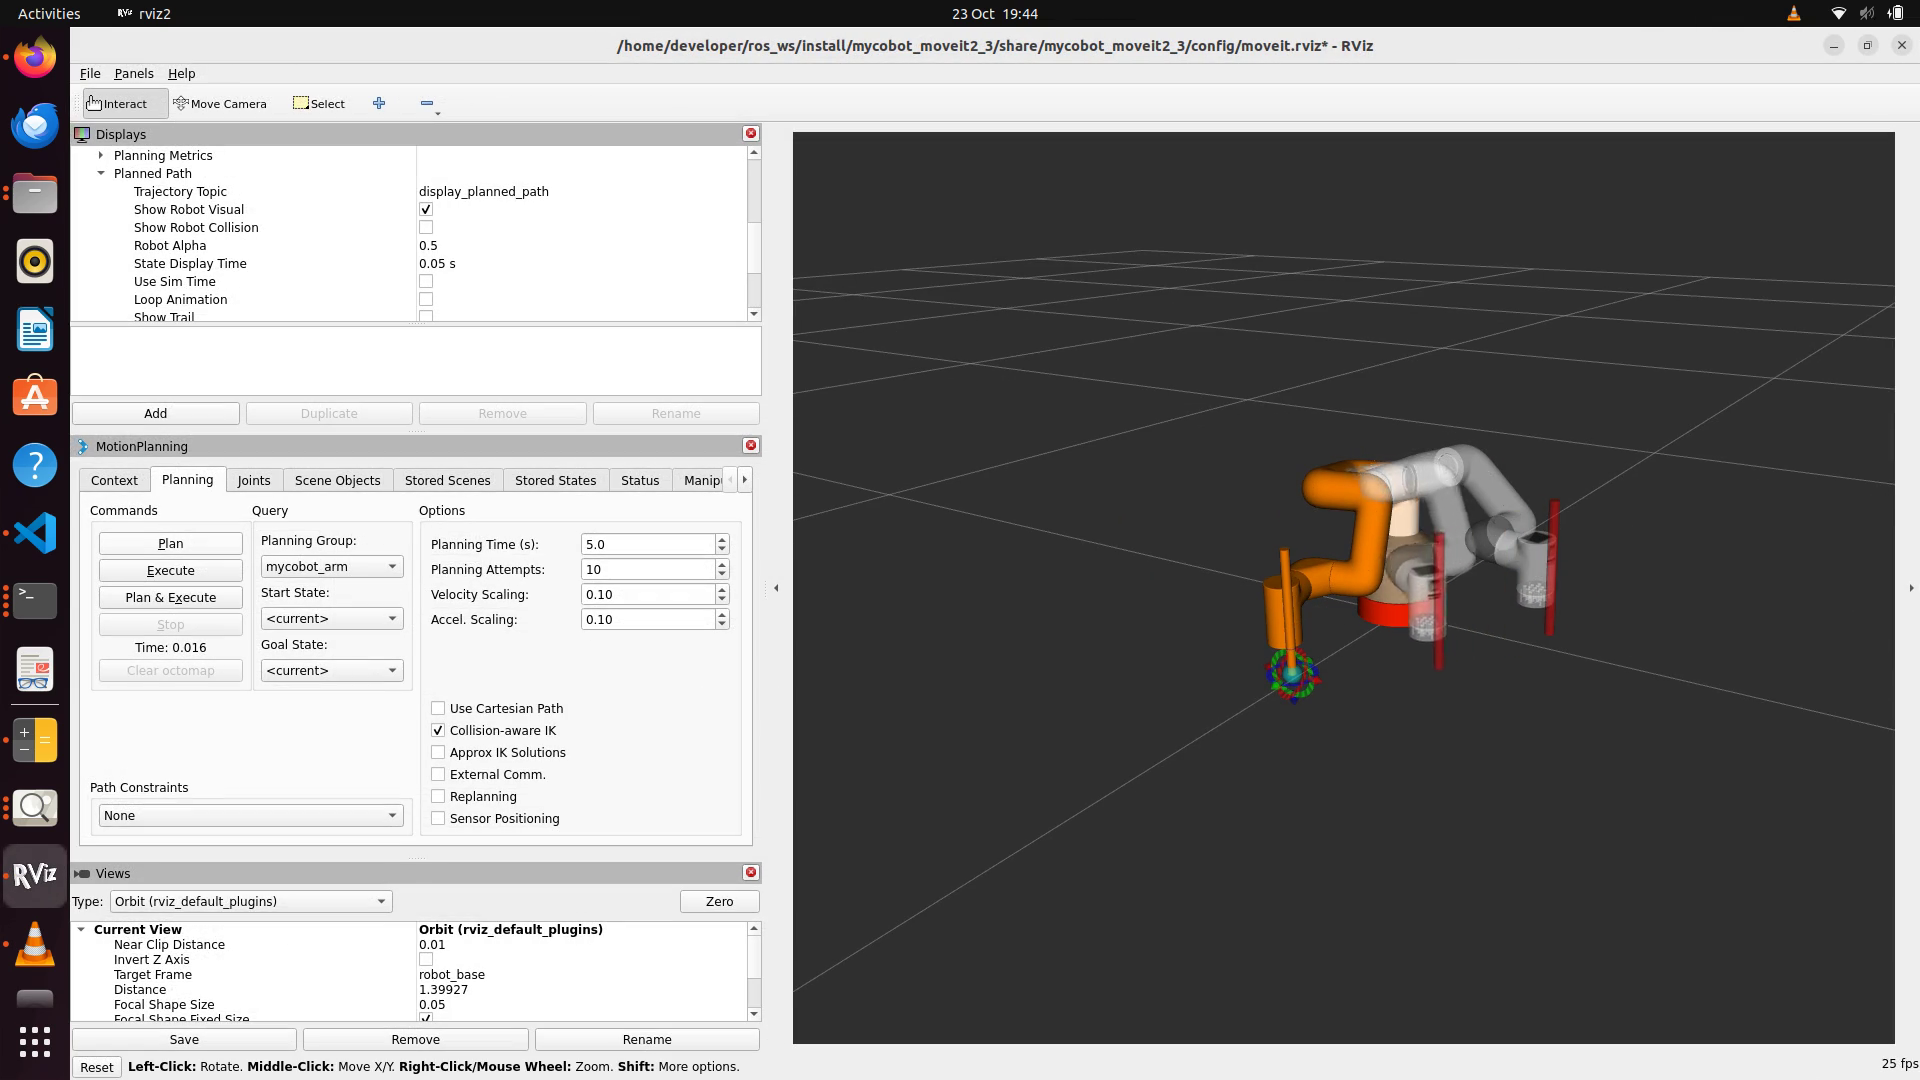 Activities
RViz rviz2
23 Oct 19:44
/home/developer/ros_ws/install/mycobot_moveit2_3/share/mycobot_moveit2_3/config/moveit.rviz* - RViz
File Panels Help
Interact Move Camera Select
Displays
Planning Metrics
Planned Path
Trajectory Topic display_planned_path
Show Robot Visual
Show Robot Collision
Robot Alpha 0.5
State Display Time 0.05 s
Use Sim Time
Loop Animation
Show Trail
Add Duplicate Remove Rename
MotionPlanning
Context Planning Joints Scene Objects Stored Scenes Stored States Status Manip
Commands Query Options
Plan
Execute
Plan & Execute
Stop
Time: 0.016
Clear octomap
Planning Group:
mycobot_arm
Start State:
<current>
Goal State:
<current>
Planning Time (s): 5.0
Planning Attempts: 10
Velocity Scaling: 0.10
Accel. Scaling: 0.10
Use Cartesian Path
Collision-aware IK
Approx IK Solutions
External Comm.
Replanning
Sensor Positioning
Path Constraints
None
RViz
Views
Type: Orbit (rviz_default_plugins) Zero
Current View Orbit (rviz_default_plugins)
Near Clip Distance 0.01
Invert Z Axis
Target Frame robot_base
Distance 1.39927
Focal Shape Size 0.05
Focal Shape Fixed Size
Save Remove Rename
Reset Left-Click: Rotate. Middle-Click: Move X/Y. Right-Click/Mouse Wheel: Zoom. Shift: More options.
25 fps